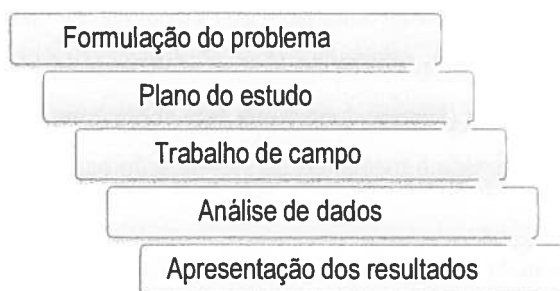 Formulação do problema
Plano do estudo
Trabalho de campo
Análise de dados
Apresentação dos resultados